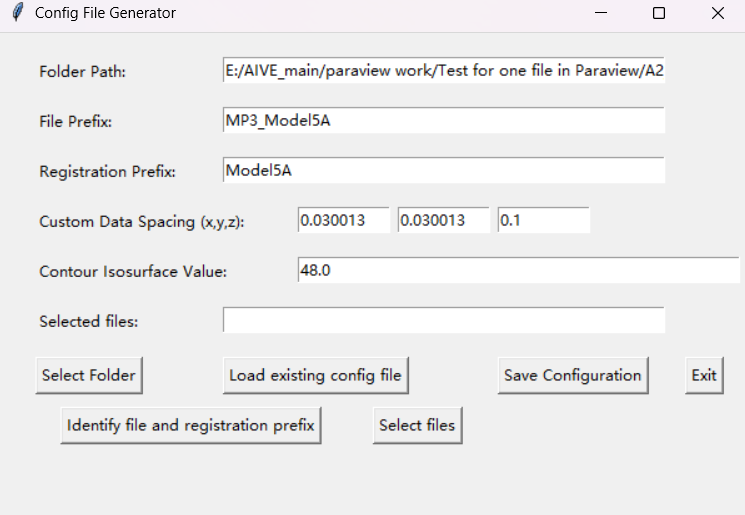 Config File Generator
Folder Path: E:/AIVE_main/paraview work/Test for one file in Paraview/A2
File Prefix: MP3_Model5A
Registration Prefix: Model5A
Custom Data Spacing (x,y,z): 0.030013 0.030013 0.1
Contour Isosurface Value: 48.0
Selected files:
Select Folder Load existing config file Save Configuration Exit
Identify file and registration prefix Select files